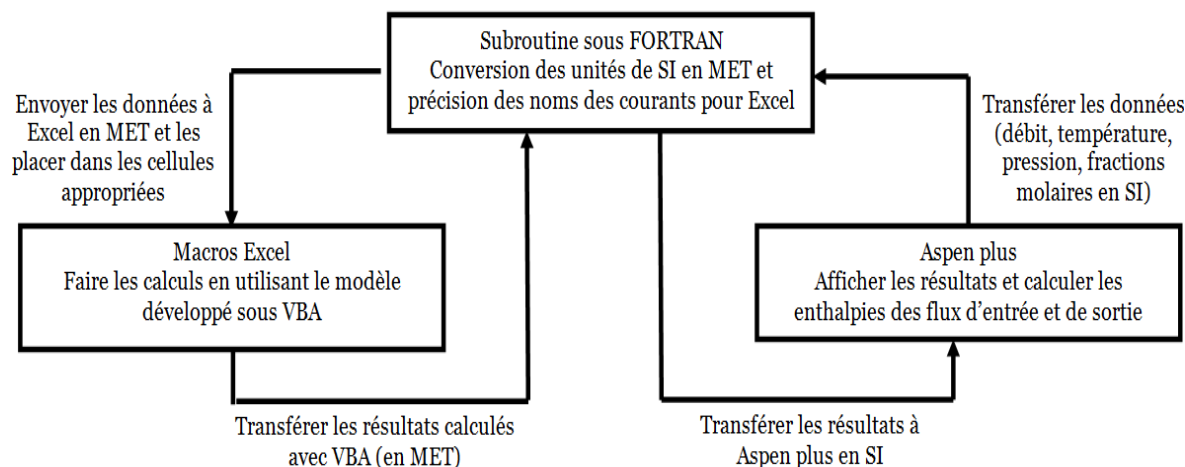 Subroutine sous FORTRAN
Conversion des unités de SI en MET et
précision des noms des courants pour Excel
Envoyer les données à
Excel en MET et les
placer dans les cellules
appropriées
Transférer les données
(débit, température,
pression, fractions
molaires en SI)
Macros Excel
Faire les calculs en utilisant le modèle
développé sous VBA
Aspen plus
Afficher les résultats et calculer les
enthalpies des flux d'entrée et de sortie
Transférer les résultats calculés
avec VBA (en MET)
Transférer les résultats à
Aspen plus en SI